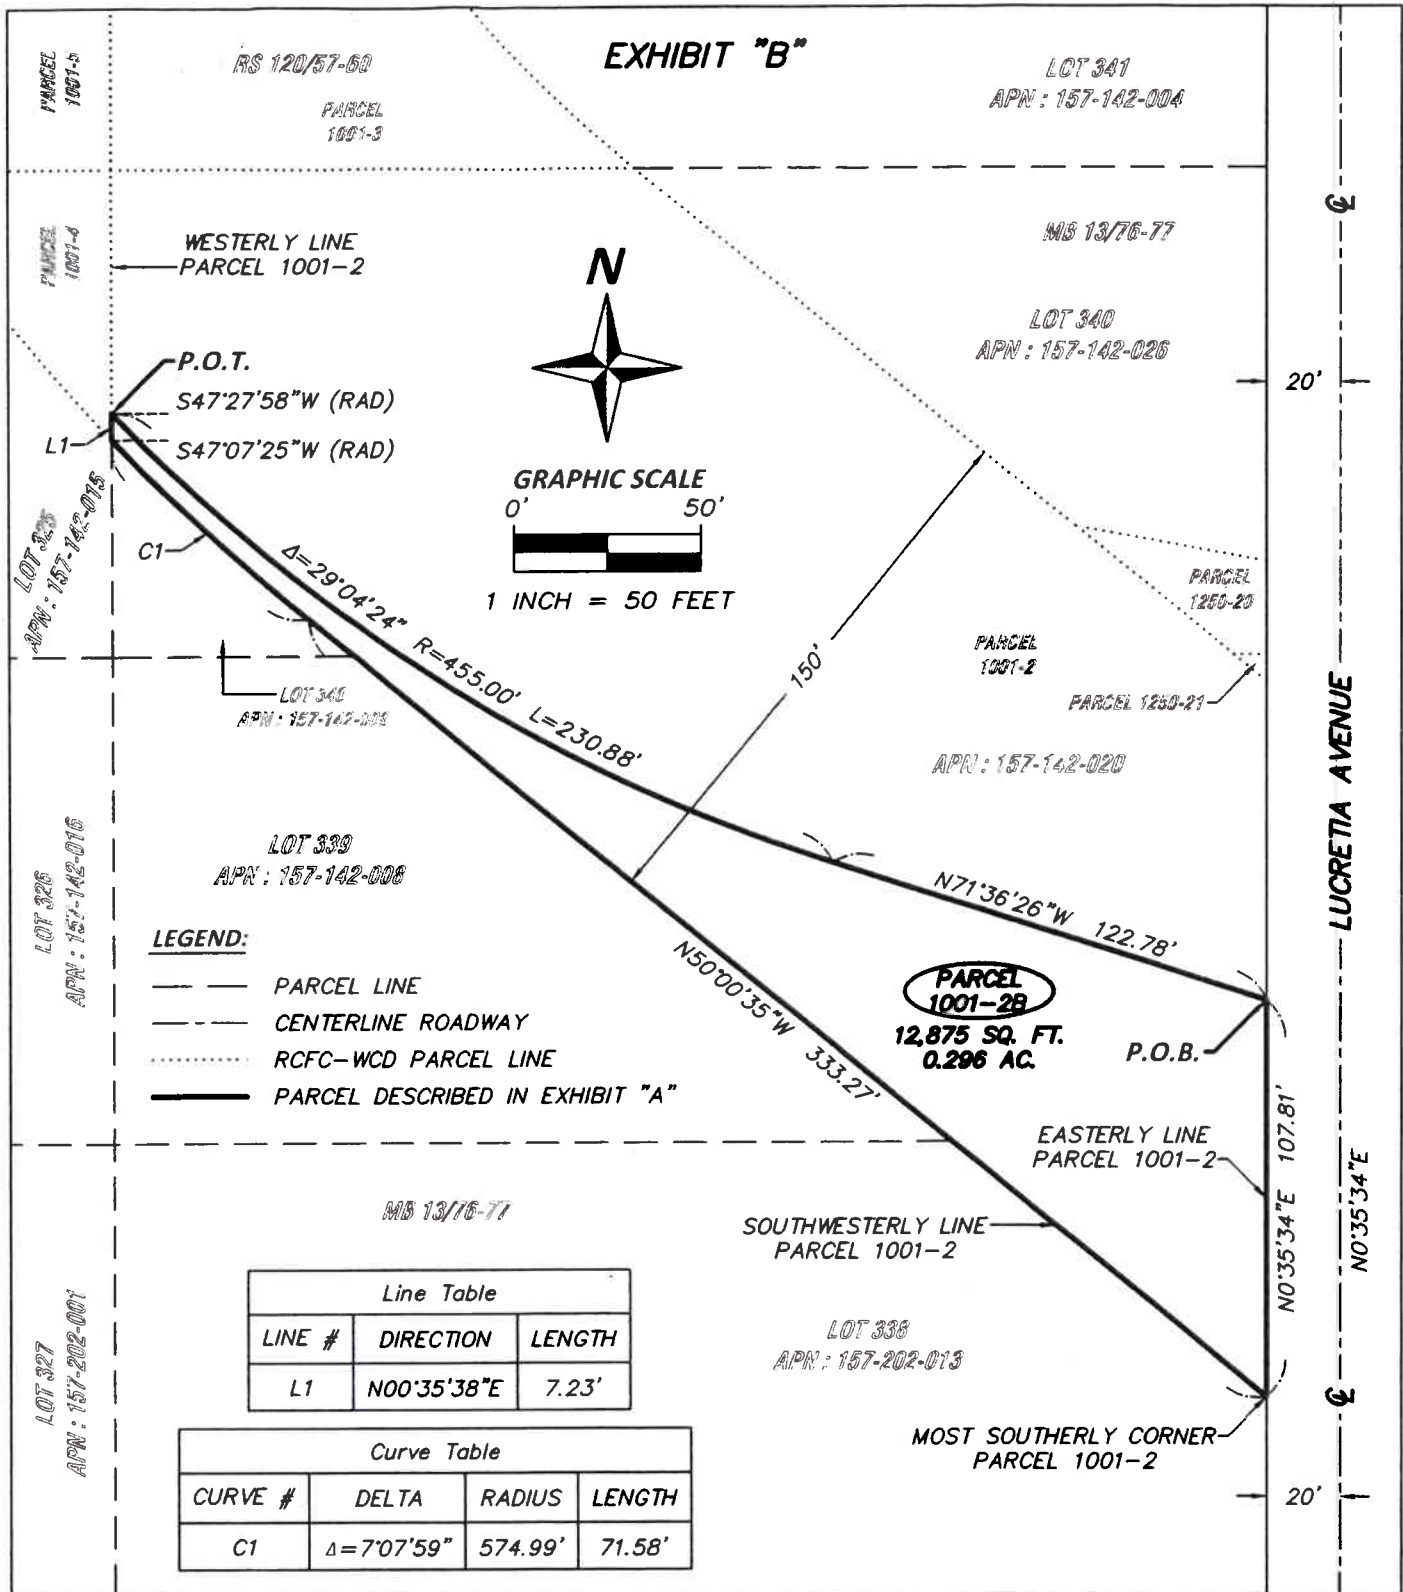 EXHIBIT "B"
PARCEL
1001-5
RS 120/57-60
PARCEL
1001-3
LOT 341
APN : 157-142-004
PARCEL
1001-4
WESTERLY LINE
PARCEL 1001-2
MB 13/76-77
N
LOT 340
APN : 157-142-026
20'
P.O.T.
S47°27'58"W (RAD)
L1
S47°07'25"W (RAD)
GRAPHIC SCALE
0' 50'
1 INCH = 50 FEET
LOT 325
APN : 157-142-015
C1
Δ=29°04'24" R=455.00' L=230.88'
150'
PARCEL
1250-20
PARCEL
1001-2
PARCEL 1250-21
LOT 340
APN : 157-142-009
APN : 157-142-020
LUCRETIA AVENUE
LOT 339
APN : 157-142-008
LOT 326
APN : 157-142-016
N71°36'26"W 122.78'
LEGEND:
PARCEL LINE
CENTERLINE ROADWAY
RCFC-WCD PARCEL LINE
PARCEL DESCRIBED IN EXHIBIT "A"
N50°00'35"W 333.27'
PARCEL
1001-2B
12,875 SQ. FT.
0.296 AC.
P.O.B.
EASTERLY LINE
PARCEL 1001-2
N0°35'34"E 107.81'
N0°35'34"E
MB 13/76-77
SOUTHWESTERLY LINE
PARCEL 1001-2
LOT 327
APN : 157-202-001
Line Table
LINE # DIRECTION LENGTH
L1 N00°35'38"E 7.23'
LOT 338
APN : 157-202-013
MOST SOUTHERLY CORNER
PARCEL 1001-2
Curve Table
CURVE # DELTA RADIUS LENGTH
C1 Δ=7°07'59" 574.99' 71.58'
20'